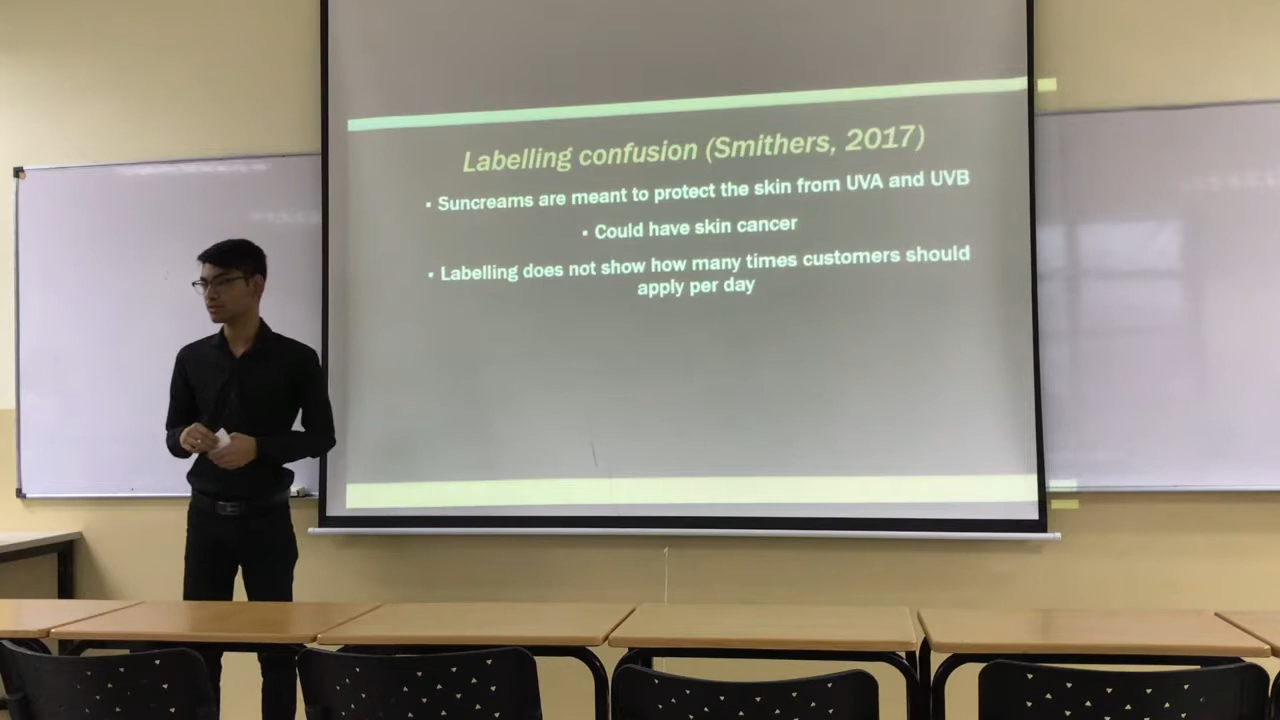 Labelling confusion (Smithers, 2017)
▪ Suncreams are meant to protect the skin from UVA and UVB
▪ Could have skin cancer
▪ Labelling does not show how many times customers should
apply per day